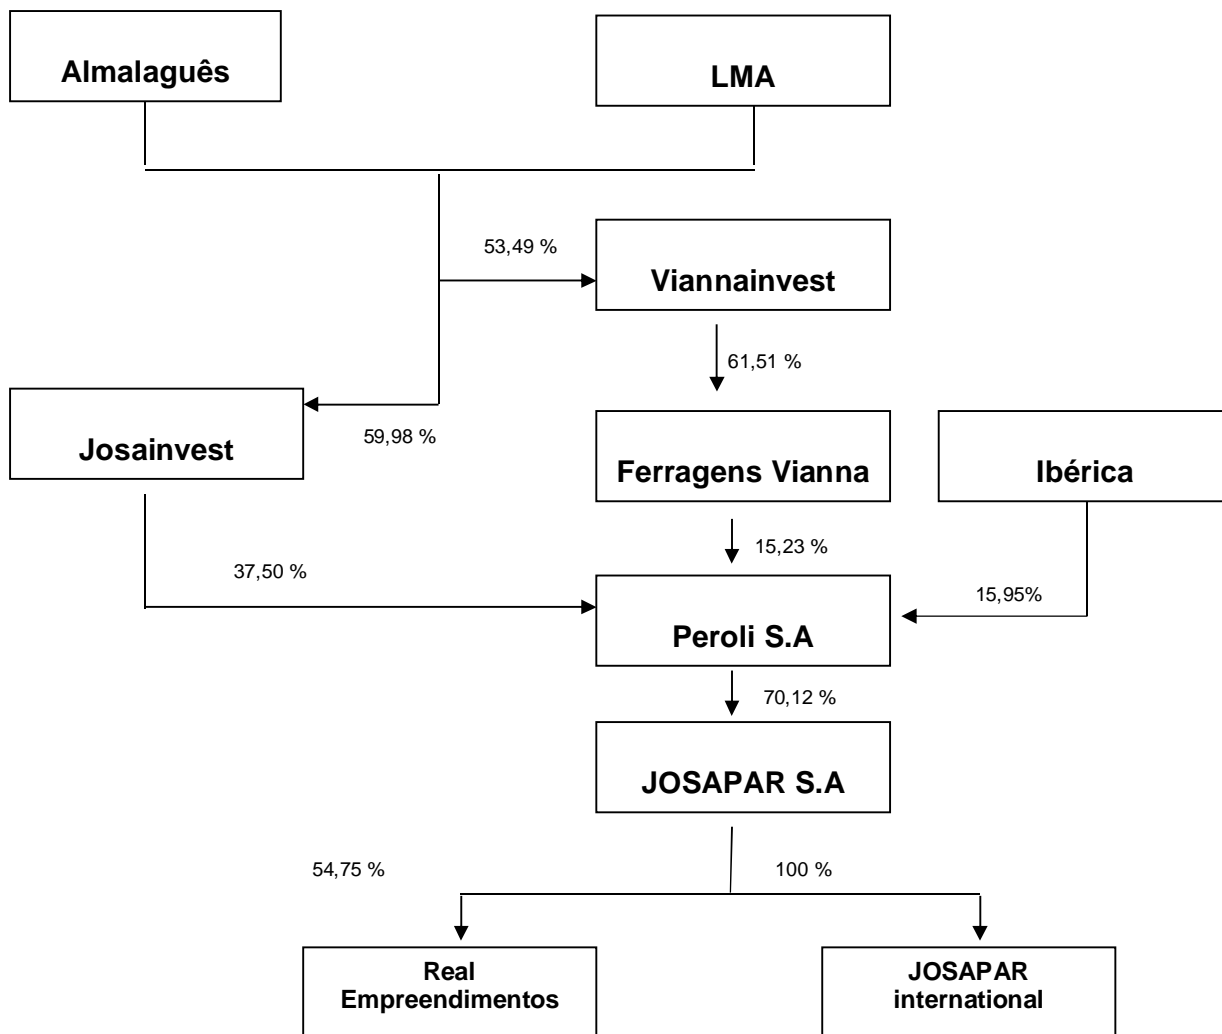 Almalaguês
LMA
53,49 %
Viannainvest
61,51 %
59,98 %
Josainvest
Ferragens Vianna
Ibérica
15,23 %
37,50 %
15,95%
Peroli S.A
70,12 %
JOSAPAR S.A
54,75 %
100 %
Real
Empreendimentos
JOSAPAR
international